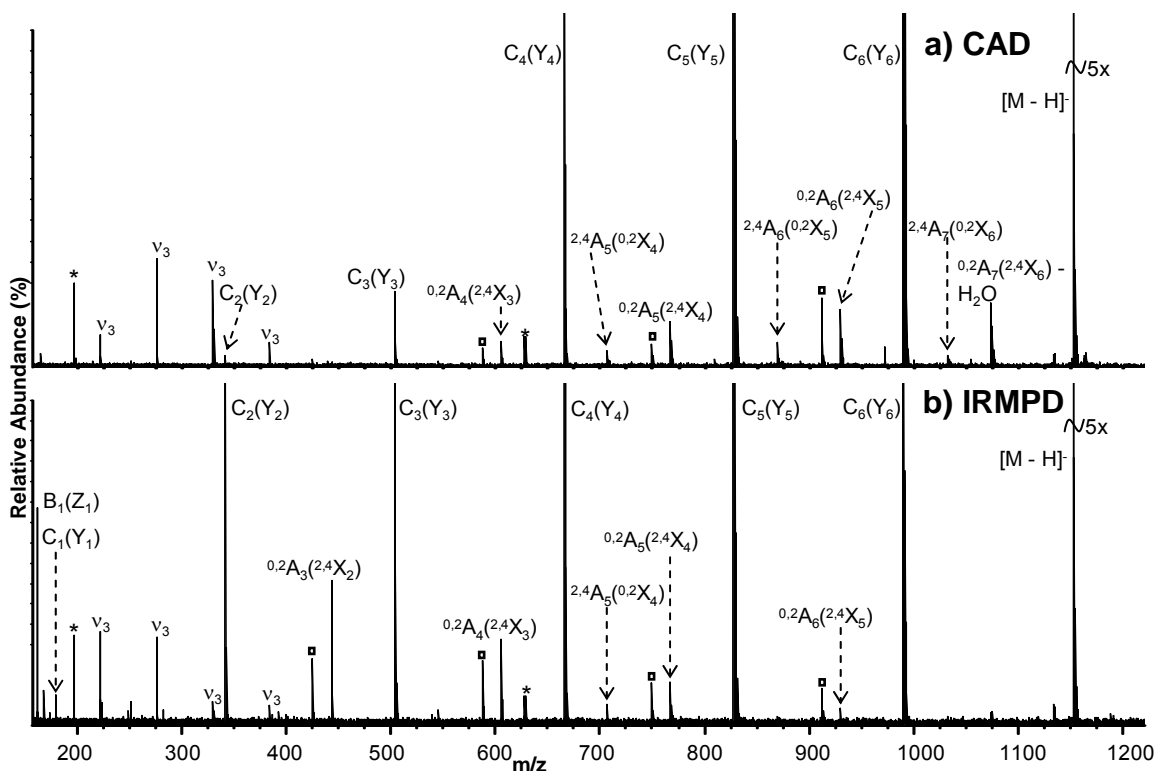 a) CAD
C₄(Y₄)
C₅(Y₅)
C₆(Y₆)
5x
[M - H]⁻
*
ν₃
ν₃
ν₃
C₂(Y₂)
ν₃
C₃(Y₃)
⁰,²A₄(²,⁴X₃)
*
²,⁴A₅(⁰,²X₄)
⁰,²A₅(²,⁴X₄)
²,⁴A₆(⁰,²X₅)
⁰,²A₆(²,⁴X₅)
²,⁴A₇(⁰,²X₆)
⁰,²A₇(²,⁴X₆) -
H₂O
Relative Abundance (%)
b) IRMPD
B₁(Z₁)
C₁(Y₁)
*
ν₃
ν₃
ν₃
C₂(Y₂)
ν₃
⁰,²A₃(²,⁴X₂)
C₃(Y₃)
⁰,²A₄(²,⁴X₃)
*
C₄(Y₄)
²,⁴A₅(⁰,²X₄)
⁰,²A₅(²,⁴X₄)
C₅(Y₅)
⁰,²A₆(²,⁴X₅)
C₆(Y₆)
5x
[M - H]⁻
200 300 400 500 600 700 800 900 1000 1100 1200
m/z